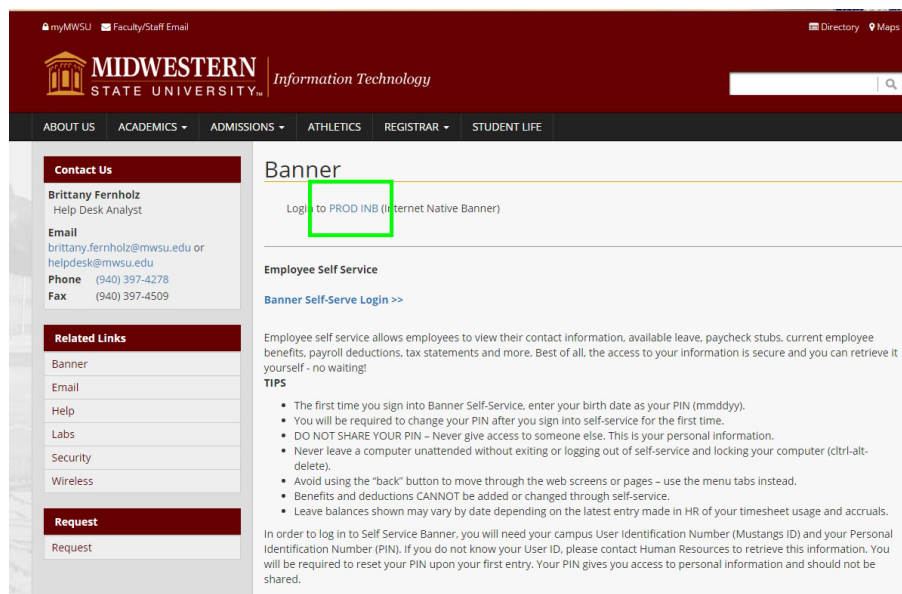 myMWSU Faculty/Staff Email Directory Maps
MIDWESTERN
STATE UNIVERSITY™
Information Technology
ABOUT US ACADEMICS ADMISSIONS ATHLETICS REGISTRAR STUDENT LIFE
Contact Us
Brittany Fernholz
Help Desk Analyst
Email
brittany.fernholz@mwsu.edu or
helpdesk@mwsu.edu
Phone (940) 397-4278
Fax (940) 397-4509
Related Links
Banner
Email
Help
Labs
Security
Wireless
Request
Request
Banner
Login to PROD INB (Internet Native Banner)
Employee Self Service
Banner Self-Serve Login >>
Employee self service allows employees to view their contact information, available leave, paycheck stubs, current employee
benefits, payroll deductions, tax statements and more. Best of all, the access to your information is secure and you can retrieve it
yourself - no waiting!
TIPS
• The first time you sign into Banner Self-Service, enter your birth date as your PIN (mmddyy).
• You will be required to change your PIN after you sign into self-service for the first time.
• DO NOT SHARE YOUR PIN – Never give access to someone else. This is your personal information.
• Never leave a computer unattended without exiting or logging out of self-service and locking your computer (cltrl-alt-
delete).
• Avoid using the "back" button to move through the web screens or pages – use the menu tabs instead.
• Benefits and deductions CANNOT be added or changed through self-service.
• Leave balances shown may vary by date depending on the latest entry made in HR of your timesheet usage and accruals.
In order to log in to Self Service Banner, you will need your campus User Identification Number (Mustangs ID) and your Personal
Identification Number (PIN). If you do not know your User ID, please contact Human Resources to retrieve this information. You
will be required to reset your PIN upon your first entry. Your PIN gives you access to personal information and should not be
shared.